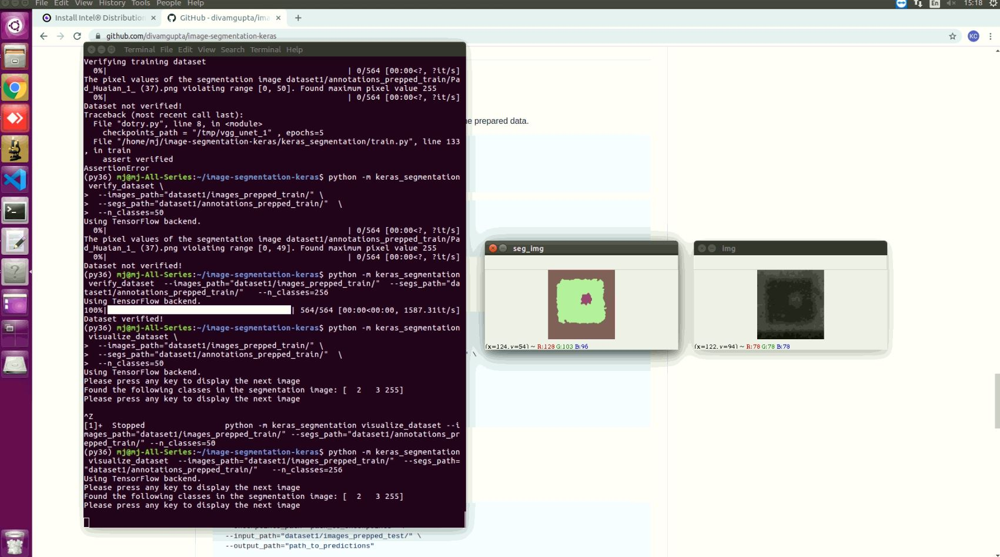 File Edit View History Tools People Help
En
15:18
Install Intel® Distribution
GitHub - divamgupta/ima
github.com/divamgupta/image-segmentation-keras
KC
Terminal File Edit View Search Terminal Help
Verifying training dataset
0%| | 0/564 [00:00<?, ?it/s]
The pixel values of the segmentation image dataset1/annotations_prepped_train/Pa
d_Huaian_1_ (37).png violating range [0, 50]. Found maximum pixel value 255
0%| | 0/564 [00:00<?, ?it/s]
Dataset not verified!
Traceback (most recent call last):
File "dotry.py", line 8, in <module>
checkpoints_path = "/tmp/vgg_unet_1" , epochs=5
File "/home/mj/image-segmentation-keras/keras_segmentation/train.py", line 133
, in train
assert verified
AssertionError
(py36) mj@mj-All-Series:~/image-segmentation-keras$ python -m keras_segmentation
verify_dataset \
> --images_path="dataset1/images_prepped_train/" \
> --segs_path="dataset1/annotations_prepped_train/" \
> --n_classes=50
Using TensorFlow backend.
0%| | 0/564 [00:00<?, ?it/s]
The pixel values of the segmentation image dataset1/annotations_prepped_train/Pa
d_Huaian_1_ (37).png violating range [0, 49]. Found maximum pixel value 255
0%| | 0/564 [00:00<?, ?it/s]
Dataset not verified!
(py36) mj@mj-All-Series:~/image-segmentation-keras$ python -m keras_segmentation
verify_dataset --images_path="dataset1/images_prepped_train/" --segs_path="da
taset1/annotations_prepped_train/" --n_classes=256
Using TensorFlow backend.
100%| | 564/564 [00:00<00:00, 1587.31it/s]
Dataset verified!
(py36) mj@mj-All-Series:~/image-segmentation-keras$ python -m keras_segmentation
visualize_dataset \
> --images_path="dataset1/images_prepped_train/" \
> --segs_path="dataset1/annotations_prepped_train/" \
> --n_classes=50
Using TensorFlow backend.
Please press any key to display the next image
Found the following classes in the segmentation image: [ 2 3 255]
Please press any key to display the next image
^Z
[1]+ Stopped python -m keras_segmentation visualize_dataset --i
mages_path="dataset1/images_prepped_train/" --segs_path="dataset1/annotations_pr
epped_train/" --n_classes=50
(py36) mj@mj-All-Series:~/image-segmentation-keras$ python -m keras_segmentation
visualize_dataset --images_path="dataset1/images_prepped_train/" --segs_path=
"dataset1/annotations_prepped_train/" --n_classes=256
Using TensorFlow backend.
Please press any key to display the next image
Found the following classes in the segmentation image: [ 2 3 255]
Please press any key to display the next image
he prepared data.
seg_img
(x=124, y=54) ~ R:128 G:103 B:96
img
(x=122, y=94) ~ R:78 G:78 B:78
" \
--input_path="dataset1/images_prepped_test/" \
--output_path="path_to_predictions"